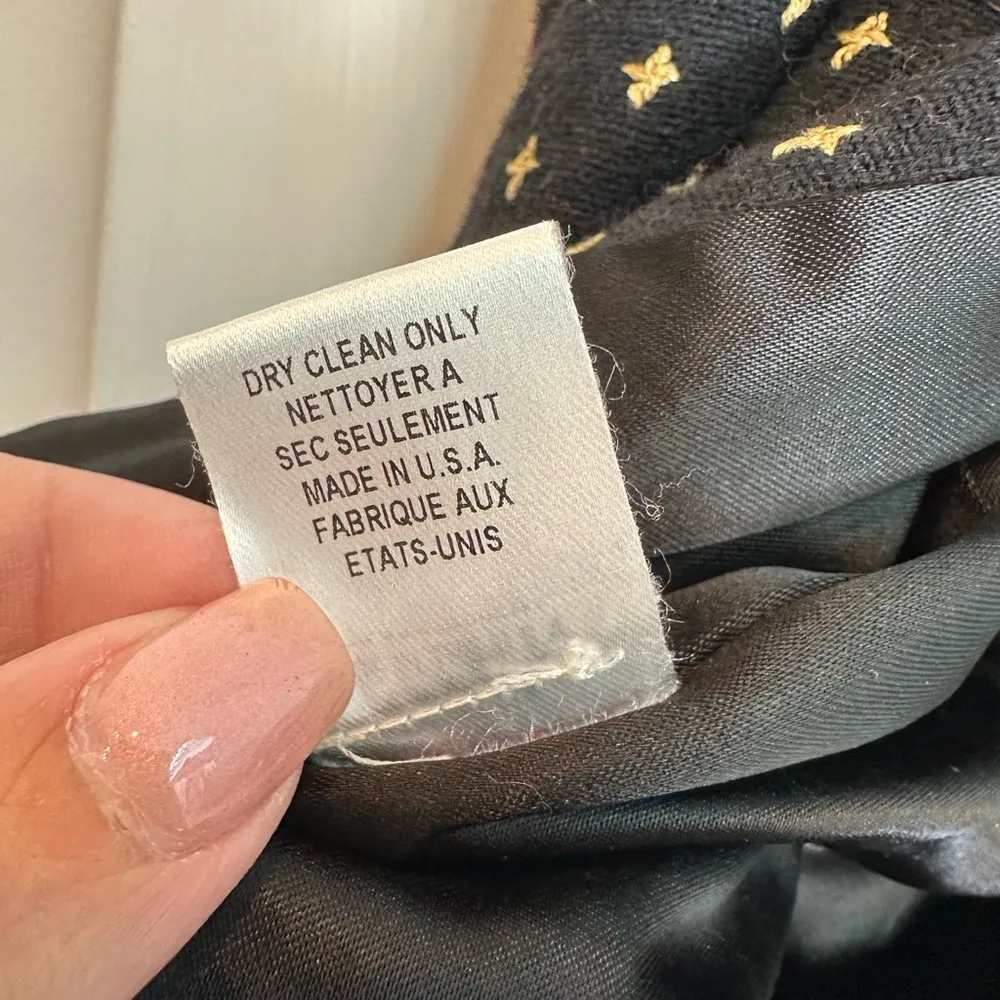 DRY CLEAN ONLY
NETTOYER A
SEC SEULEMENT
MADE IN U.S.A.
FABRIQUE AUX
ETATS-UNIS